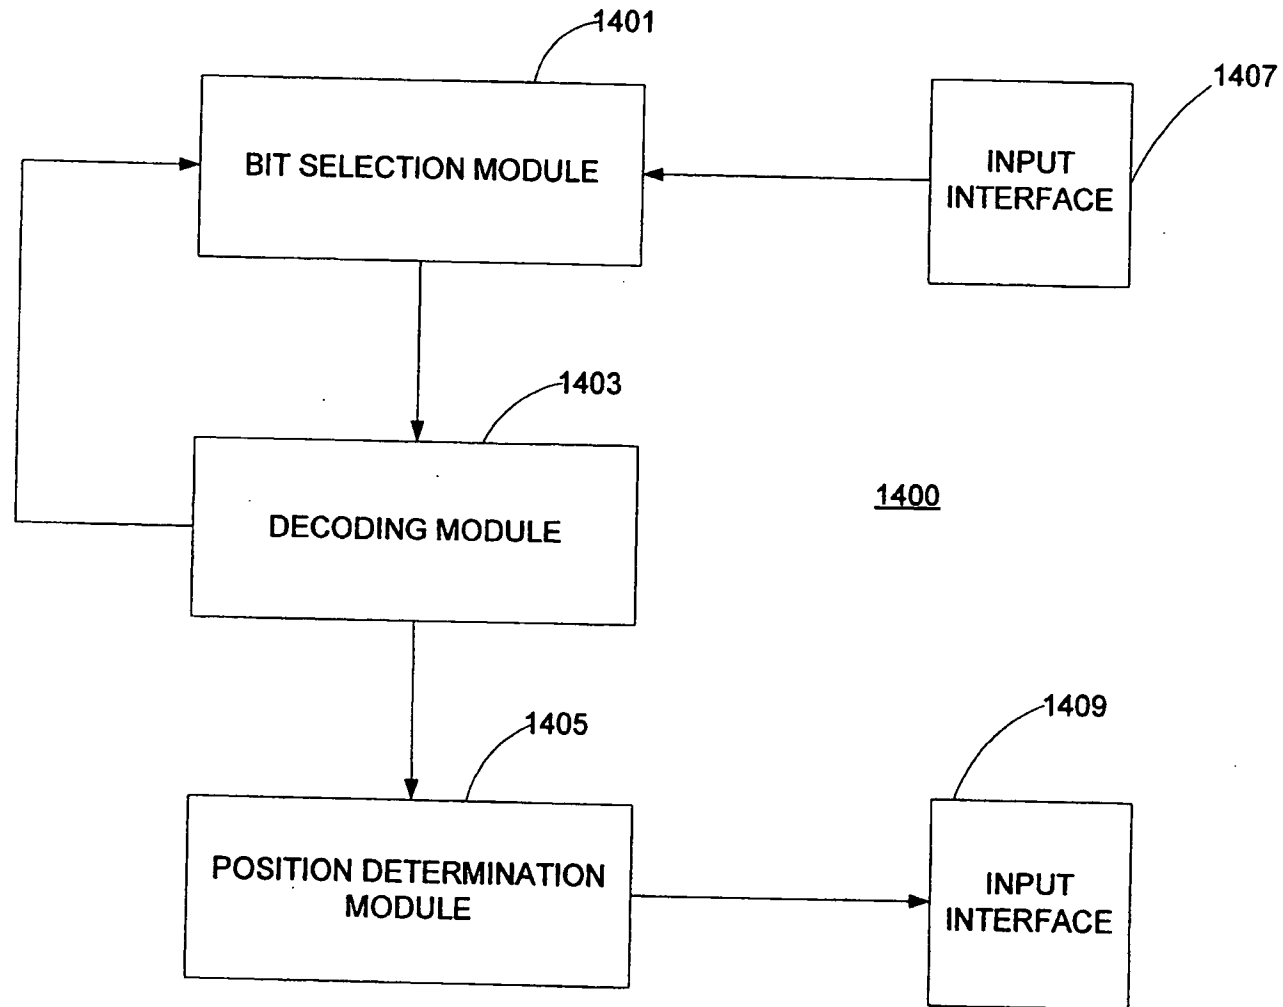 1401
1407
BIT SELECTION MODULE
INPUT
INTERFACE
1403
1400
DECODING MODULE
1405
1409
POSITION DETERMINATION
MODULE
INPUT
INTERFACE